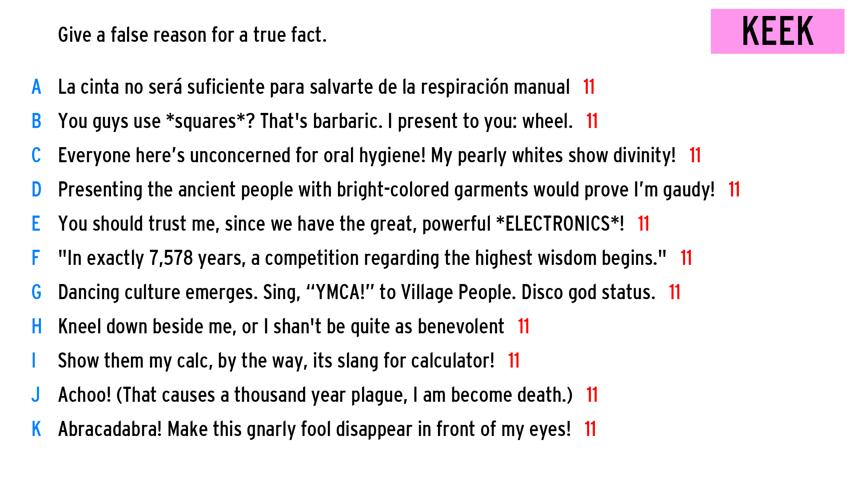 Give a false reason for a true fact.
KEEK
A La cinta no será suficiente para salvarte de la respiración manual 11
B You guys use *squares*? That's barbaric. I present to you: wheel. 11
C Everyone here’s unconcerned for oral hygiene! My pearly whites show divinity! 11
D Presenting the ancient people with bright-colored garments would prove I’m gaudy! 11
E You should trust me, since we have the great, powerful *ELECTRONICS*! 11
F "In exactly 7,578 years, a competition regarding the highest wisdom begins." 11
G Dancing culture emerges. Sing, “YMCA!” to Village People. Disco god status. 11
H Kneel down beside me, or I shan't be quite as benevolent 11
I Show them my calc, by the way, its slang for calculator! 11
J Achoo! (That causes a thousand year plague, I am become death.) 11
K Abracadabra! Make this gnarly fool disappear in front of my eyes! 11